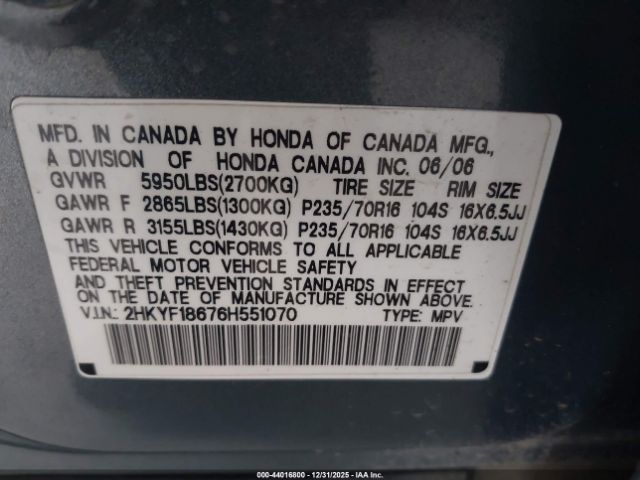 MFD. IN CANADA BY HONDA OF CANADA MFG.,
A DIVISION OF HONDA CANADA INC. 06/06
GVWR 5950LBS(2700KG) TIRE SIZE RIM SIZE
GAWR F 2865LBS(1300KG) P235/70R16 104S 16X6.5JJ
GAWR R 3155LBS(1430KG) P235/70R16 104S 16X6.5JJ
THIS VEHICLE CONFORMS TO ALL APPLICABLE
FEDERAL MOTOR VEHICLE SAFETY
AND THEFT PREVENTION STANDARDS IN EFFECT
ON THE DATE OF MANUFACTURE SHOWN ABOVE.
V.I.N.: 2HKYF18676H551070 TYPE: MPV
000-44016800 - 12/31/2025 - IAA Inc.